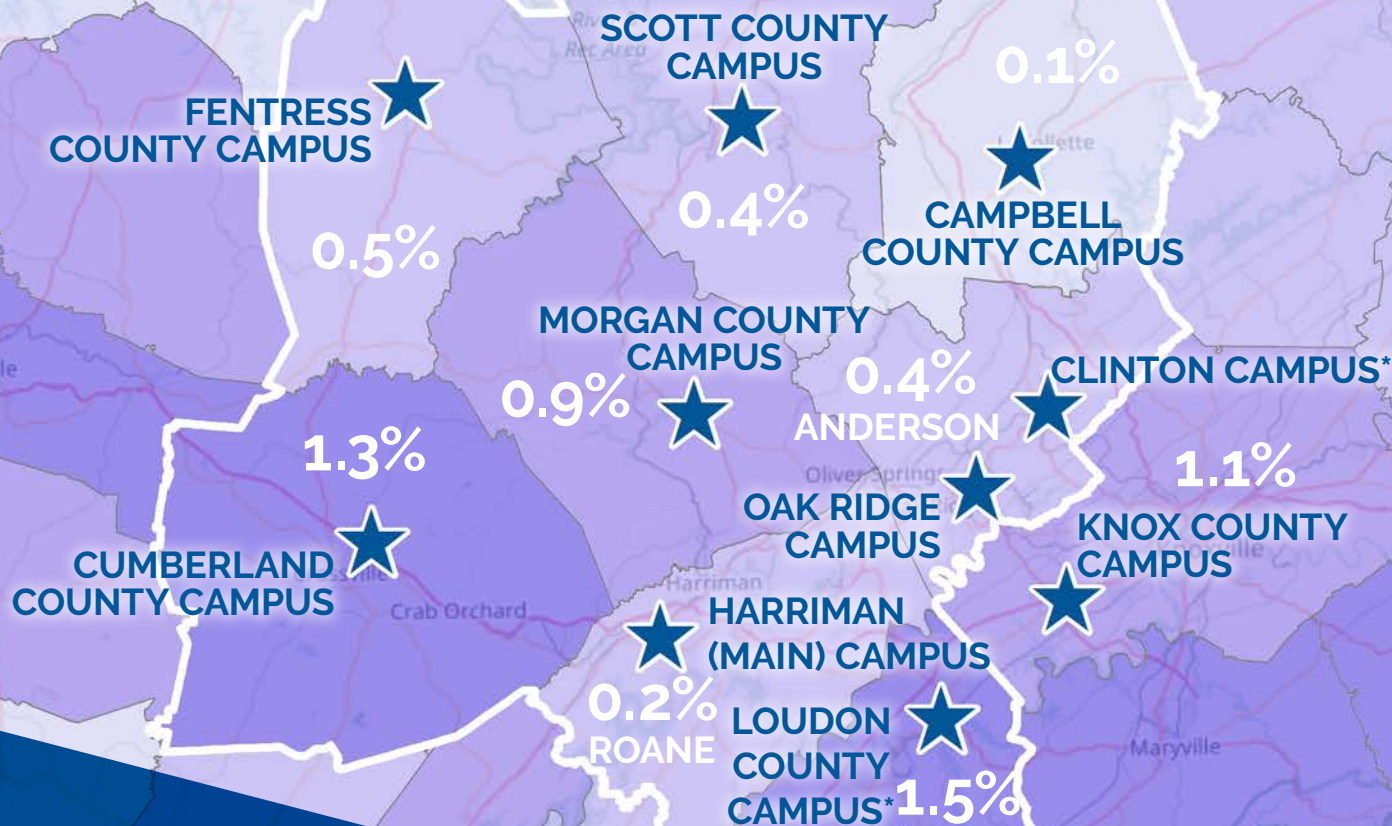 SCOTT COUNTY
CAMPUS
0.1%
FENTRESS
COUNTY CAMPUS
0.4%
CAMPBELL
COUNTY CAMPUS
0.5%
MORGAN COUNTY
CAMPUS
0.9%
0.4%
ANDERSON
CLINTON CAMPUS*
1.3%
1.1%
Oliver Springs
OAK RIDGE
CAMPUS
KNOX COUNTY
CAMPUS
CUMBERLAND
COUNTY CAMPUS
Crab Orchard
Harriman
HARRIMAN
(MAIN) CAMPUS
0.2%
ROANE
LOUDON
COUNTY
CAMPUS*
1.5%
Maryville